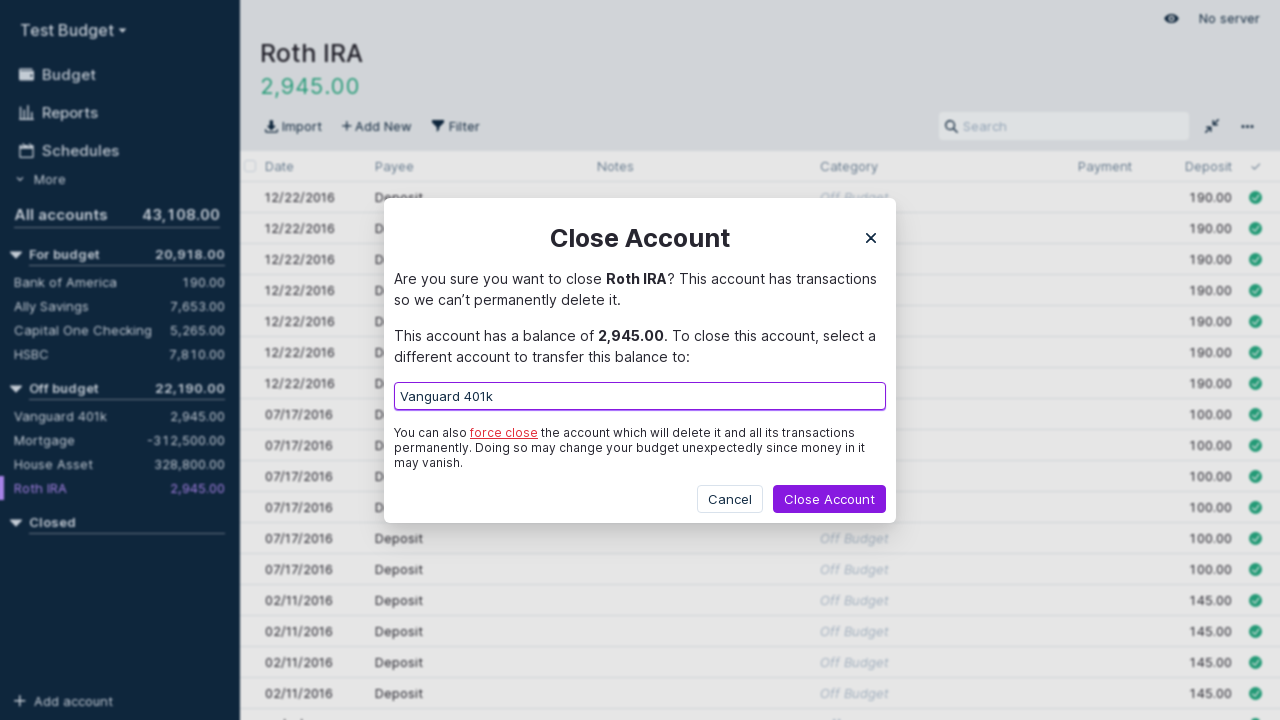 Test Budget
Budget
Reports
Schedules
More
All accounts 43,108.00
For budget 20,918.00
Bank of America 190.00
Ally Savings 7,653.00
Capital One Checking 5,265.00
HSBC 7,810.00
Off budget 22,190.00
Vanguard 401k 2,945.00
Mortgage -312,500.00
House Asset 328,800.00
Roth IRA 2,945.00
Closed
Add account
No server
Roth IRA
2,945.00
Import Add New Filter Search
Date Payee Notes Category Payment Deposit
12/22/2016 Deposit Off Budget 190.00
12/22/2016 190.00
12/22/2016 190.00
12/22/2016 190.00
12/22/2016 190.00
12/22/2016 190.00
12/22/2016 190.00
07/17/2016 100.00
07/17/2016 100.00
07/17/2016 100.00
07/17/2016 100.00
07/17/2016 Deposit Off Budget 100.00
07/17/2016 Deposit Off Budget 100.00
02/11/2016 Deposit Off Budget 145.00
02/11/2016 Deposit Off Budget 145.00
02/11/2016 Deposit Off Budget 145.00
02/11/2016 Deposit Off Budget 145.00
Close Account
Are you sure you want to close Roth IRA? This account has transactions
so we can’t permanently delete it.
This account has a balance of 2,945.00. To close this account, select a
different account to transfer this balance to:
Vanguard 401k
You can also force close the account which will delete it and all its transactions
permanently. Doing so may change your budget unexpectedly since money in it
may vanish.
Cancel Close Account